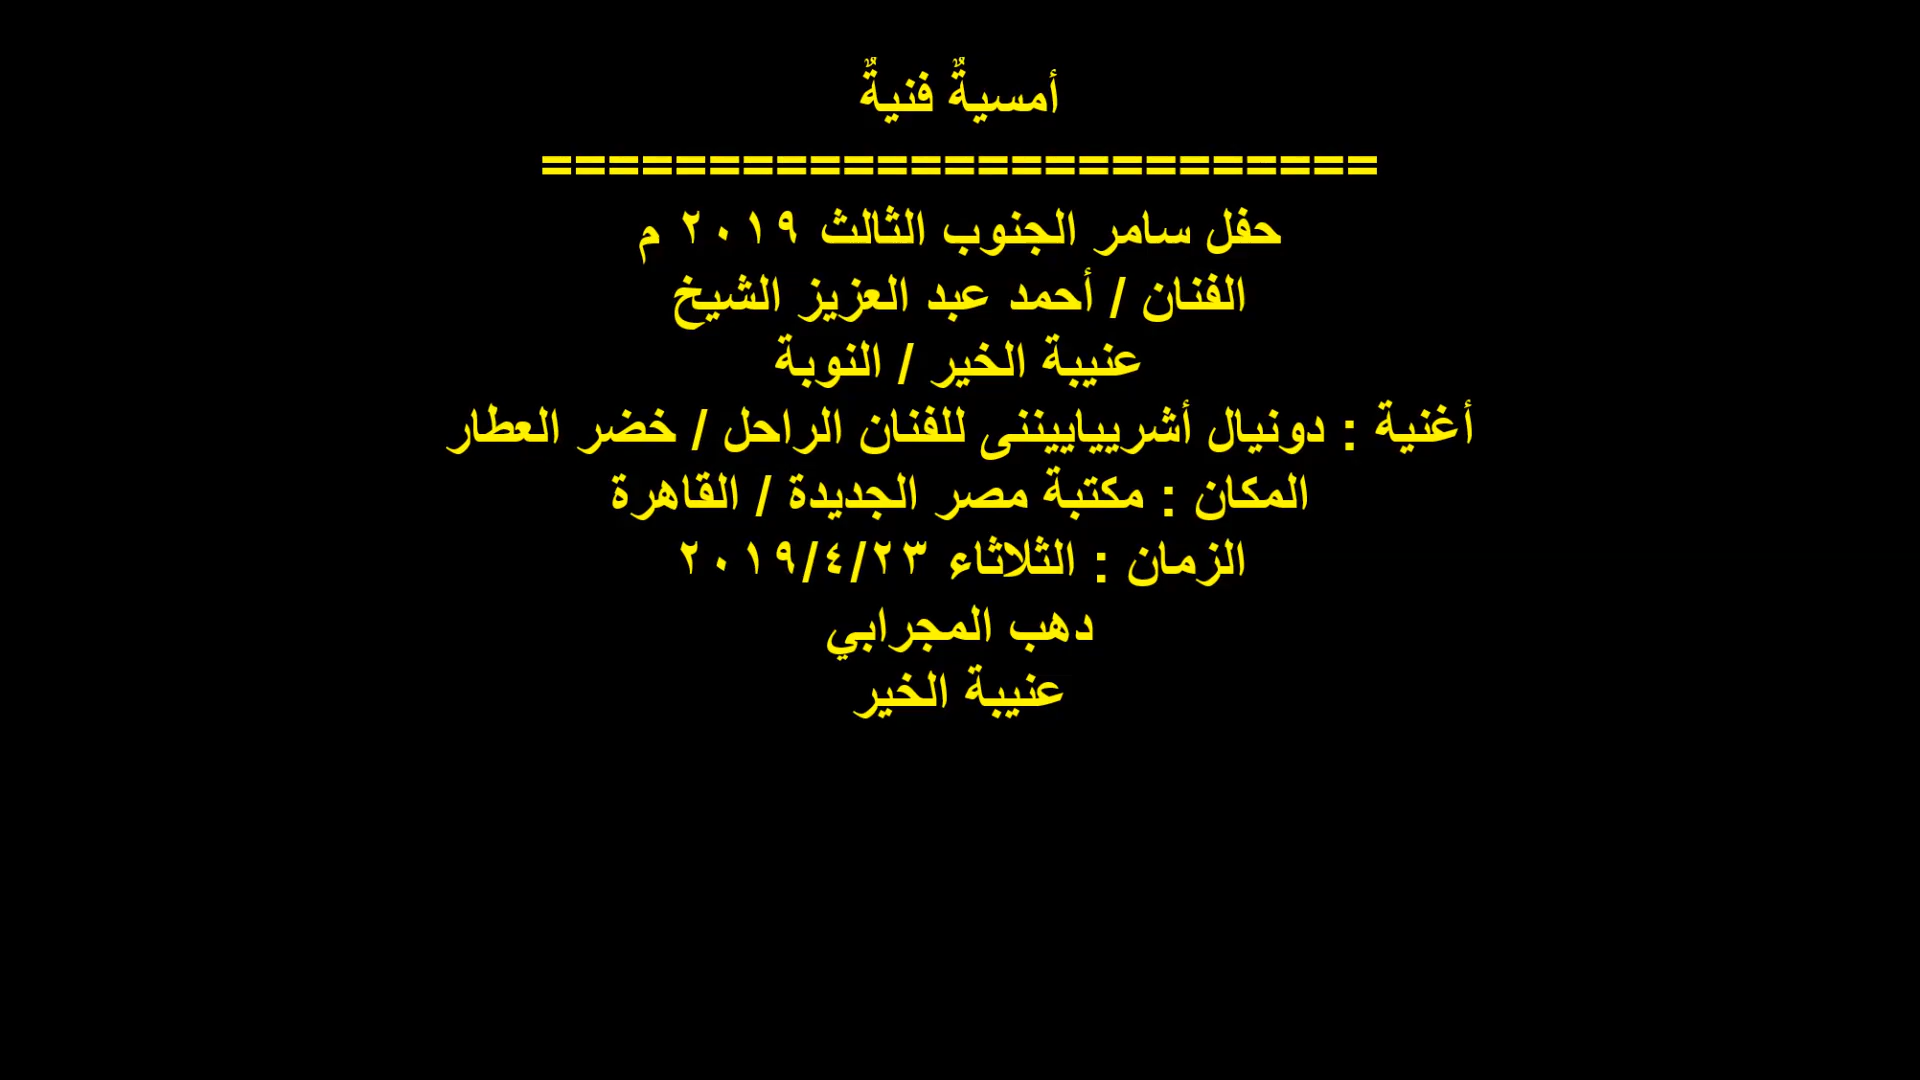 أمسيةٌ فنيةٌ
=========================
حفل سامر الجنوب الثالث ٢٠١٩ م
الفنان / أحمد عبد العزيز الشيخ
عنيبة الخير / النوبة
أغنية : دونيال أشرييابييننى للفنان الراحل / خضر العطار
المكان : مكتبة مصر الجديدة / القاهرة
الزمان : الثلاثاء ٢٠١٩/٤/٢٣
دهب المجرابي
عنيبة الخير